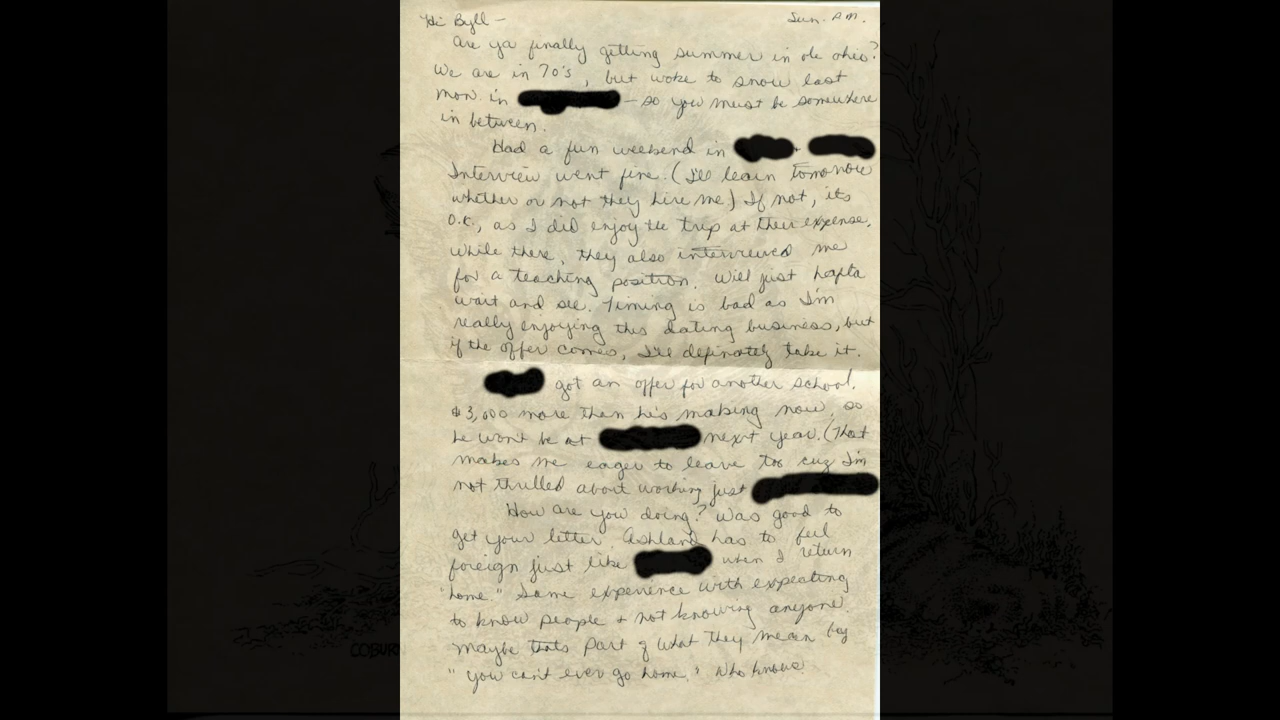 Hi Byll — Sun. P.M.
Are ya finally getting summer in ole ohio?
We are in 70's, but woke to snow last
mon. in — so you must be somewhere
in between.
Had a fun weekend in
Interview went fine. (I'll learn tomorrow
whether or not they hire me) If not, its
O.K., as I did enjoy the trip at their expense.
While there, they also interviewed me
for a teaching position. Will just hafta
wait and see. Timing is bad as I'm
really enjoying this dating business, but
if the offer comes, I'll definately take it.
got an offer for another school!
$3,000 more than he's making now, so
he wont be at next year. (That
makes me eager to leave too cuz I'm
not thrilled about working just
How are you doing? Was good to
get your letter. Ashland has to feel
foreign just like when I return
"home." Same experience with expecting
to know people + not knowing anyone.
maybe thats part of what they mean by
"you can't ever go home." Who knows.
COBUR